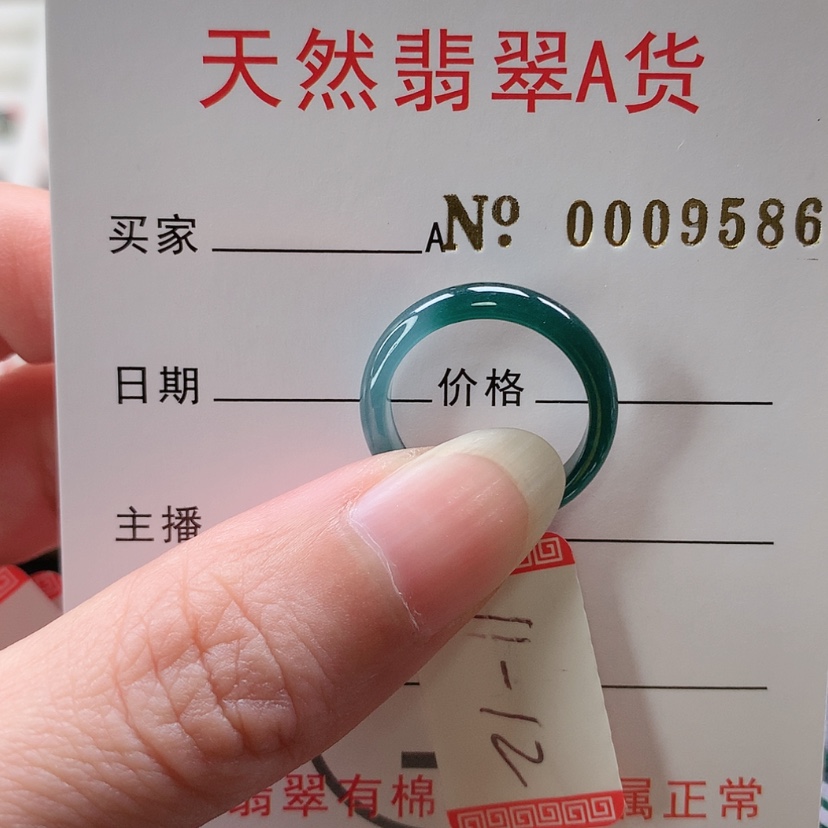 天然翡翠A货
买家 A№ 0009586
日期 价格
主播
11-12
翡翠有棉 属正常